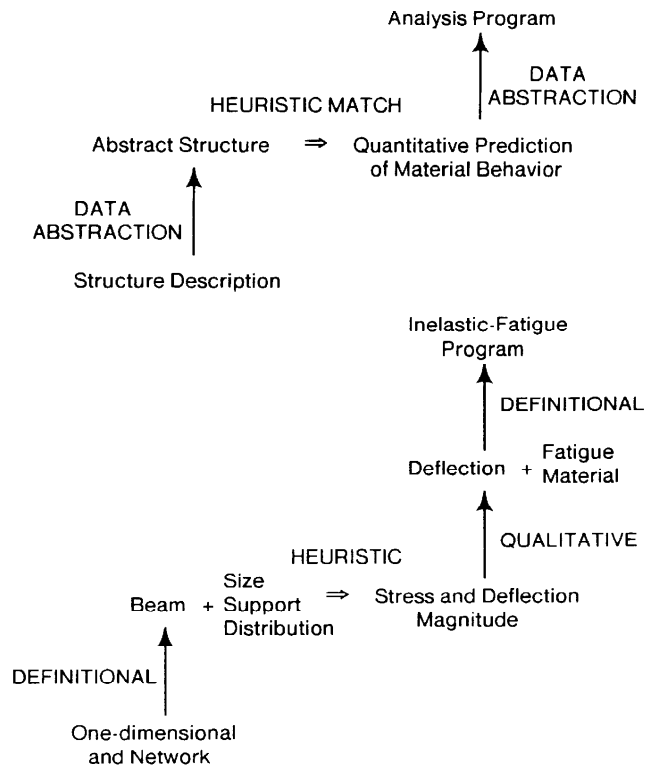 Analysis Program
DATA
ABSTRACTION
HEURISTIC MATCH
Abstract Structure ⇒ Quantitative Prediction
of Material Behavior
DATA
ABSTRACTION
Structure Description
Inelastic-Fatigue
Program
DEFINITIONAL
Deflection + Fatigue
Material
QUALITATIVE
HEURISTIC
Beam + Size
Support
Distribution
⇒ Stress and Deflection
Magnitude
DEFINITIONAL
One-dimensional
and Network